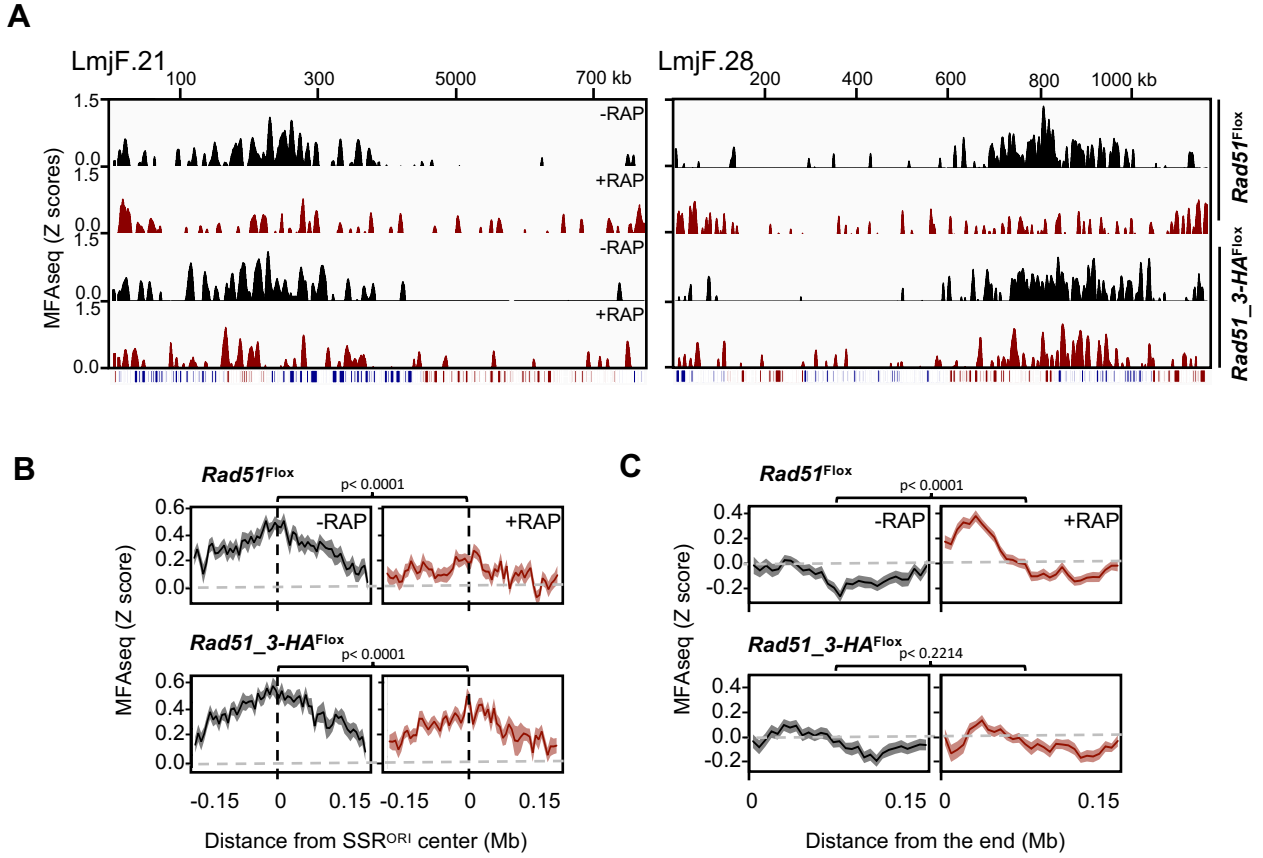 A
LmjF.21
100 300 5000 700 kb
LmjF.28
200 400 600 800 1000 kb
MFAseq (Z scores)
1.5
-RAP
0.0
1.5
+RAP
0.0
1.5
-RAP
0.0
1.5
+RAP
0.0
Rad51Flox
Rad51_3-HAFlox
B
Rad51Flox
p< 0.0001
MFAseq (Z score)
0.6
0.4
0.2
0.0
-RAP
+RAP
Rad51_3-HAFlox
p< 0.0001
0.6
0.4
0.2
0.0
-0.15 0 0.15 -0.15 0 0.15
Distance from SSRORI center (Mb)
C
Rad51Flox
p< 0.0001
MFAseq (Z score)
0.4
0.2
0.0
-0.2
-RAP
+RAP
Rad51_3-HAFlox
p< 0.2214
0.4
0.2
0.0
-0.2
0 0.15 0 0.15
Distance from the end (Mb)